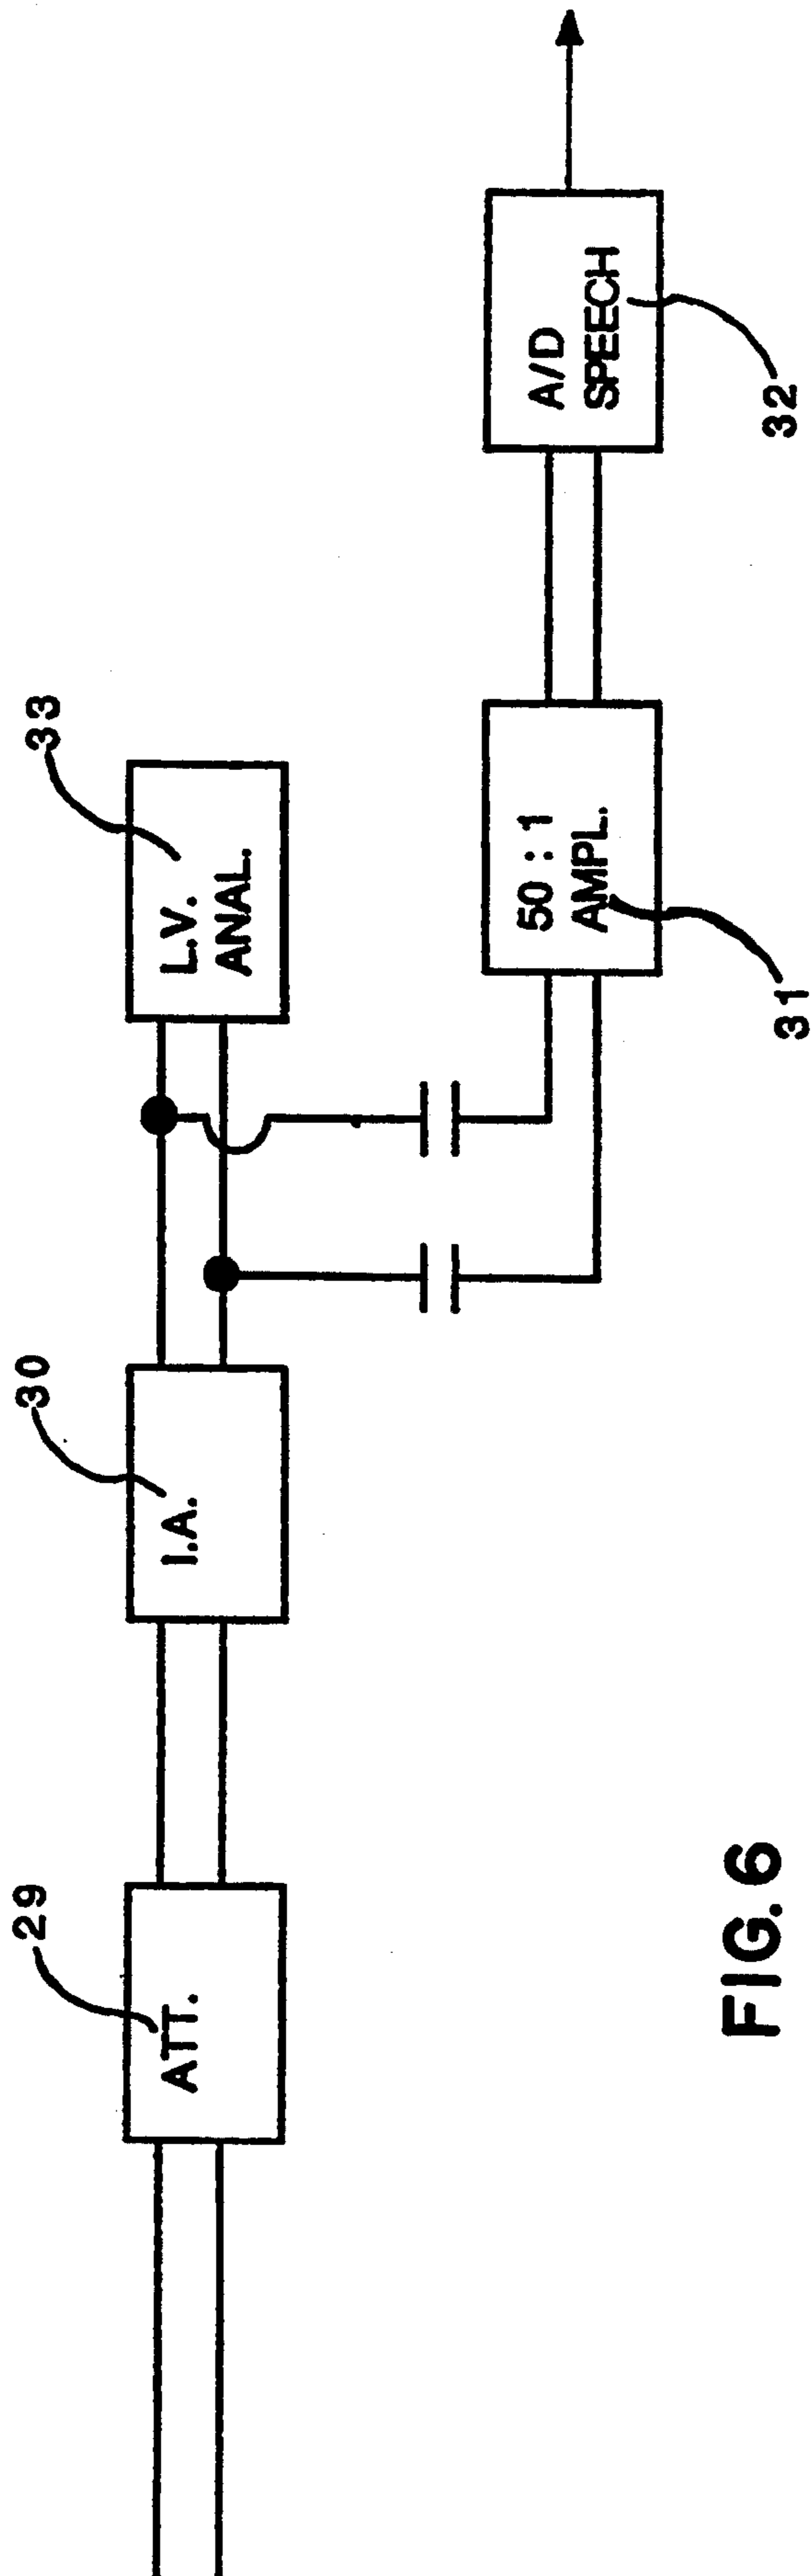 29
ATT.
30
I.A.
33
L.V.
ANAL.
31
50 : 1
AMPL.
32
A/D
SPEECH
FIG. 6